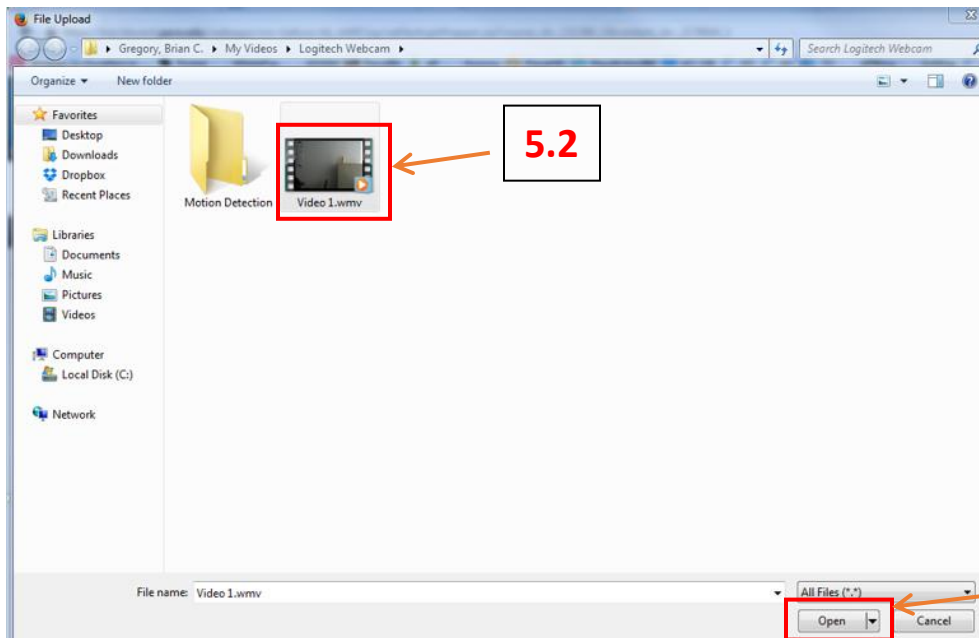 File Upload
Gregory, Brian C. ▸ My Videos ▸ Logitech Webcam ▸
Search Logitech Webcam
Organize ▾ New folder
Favorites
Desktop
Downloads
Dropbox
Recent Places
Libraries
Documents
Music
Pictures
Videos
Computer
Local Disk (C:)
Network
Motion Detection
Video 1.wmv
5.2
File name: Video 1.wmv
All Files (*.*)
Open
Cancel